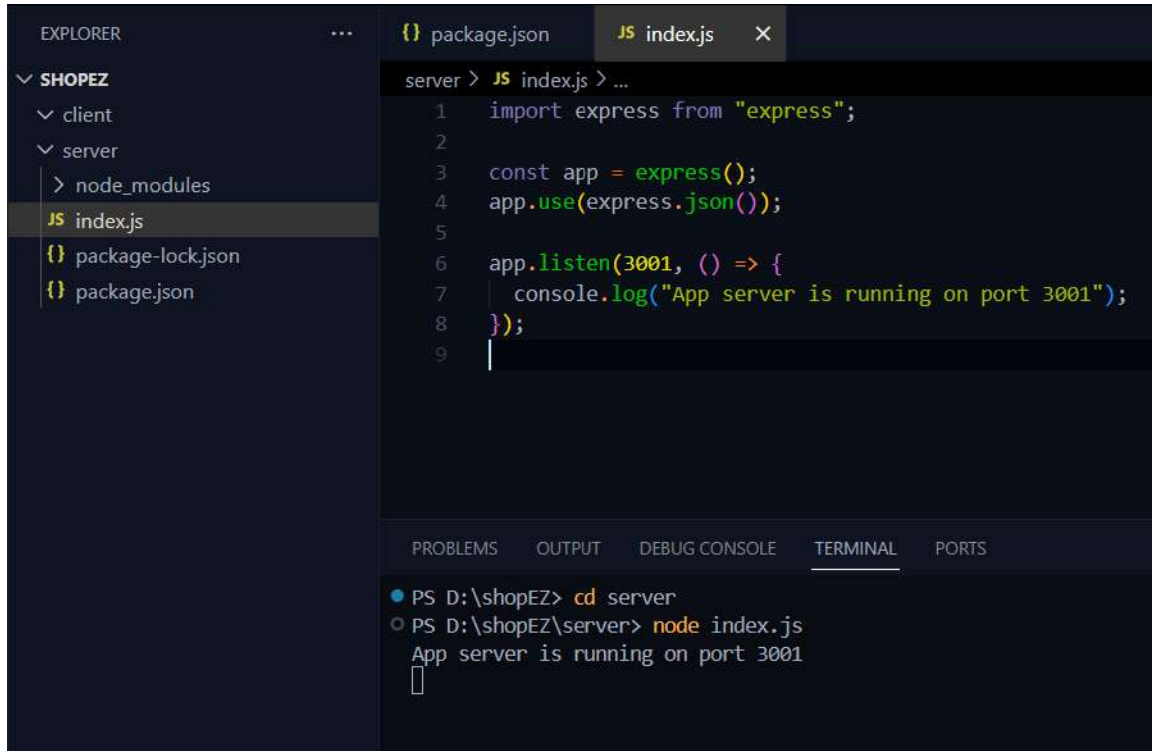 EXPLORER ...
SHOPEZ
client
server
node_modules
JS index.js
{} package-lock.json
{} package.json
{} package.json JS index.js ×
server > JS index.js > ...
1 import express from "express";
2
3 const app = express();
4 app.use(express.json());
5
6 app.listen(3001, () => {
7 console.log("App server is running on port 3001");
8 });
9
PROBLEMS OUTPUT DEBUG CONSOLE TERMINAL PORTS
PS D:\shopEZ> cd server
PS D:\shopEZ\server> node index.js
App server is running on port 3001